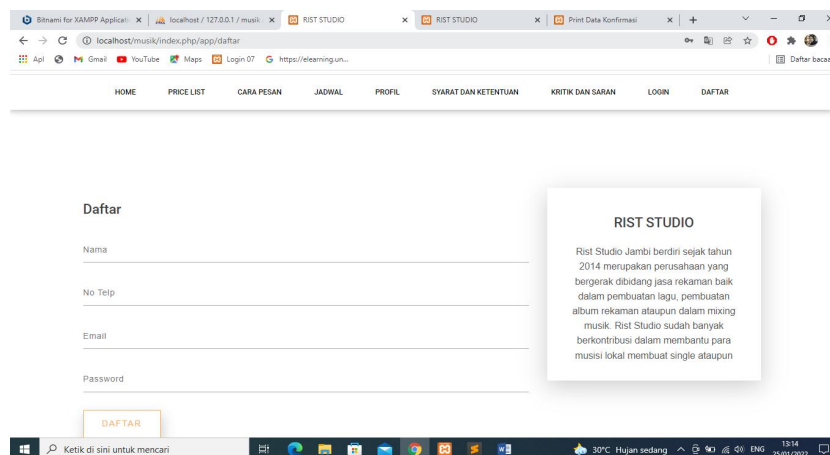 Bitnami for XAMPP Applicati
localhost / 127.0.0.1 / musik
RIST STUDIO
RIST STUDIO
Print Data Konfirmasi
localhost/musik/index.php/app/daftar
Apl
Gmail
YouTube
Maps
Login 07
https://elearning.un...
Daftar bacaa
HOME
PRICE LIST
CARA PESAN
JADWAL
PROFIL
SYARAT DAN KETENTUAN
KRITIK DAN SARAN
LOGIN
DAFTAR
Daftar
Nama
No Telp
Email
Password
DAFTAR
RIST STUDIO
Rist Studio Jambi berdiri sejak tahun
2014 merupakan perusahaan yang
bergerak dibidang jasa rekaman baik
dalam pembuatan lagu, pembuatan
album rekaman ataupun dalam mixing
musik. Rist Studio sudah banyak
berkontribusi dalam membantu para
musisi lokal membuat single ataupun
Ketik di sini untuk mencari
30°C Hujan sedang
ENG
13:14
25/01/2022